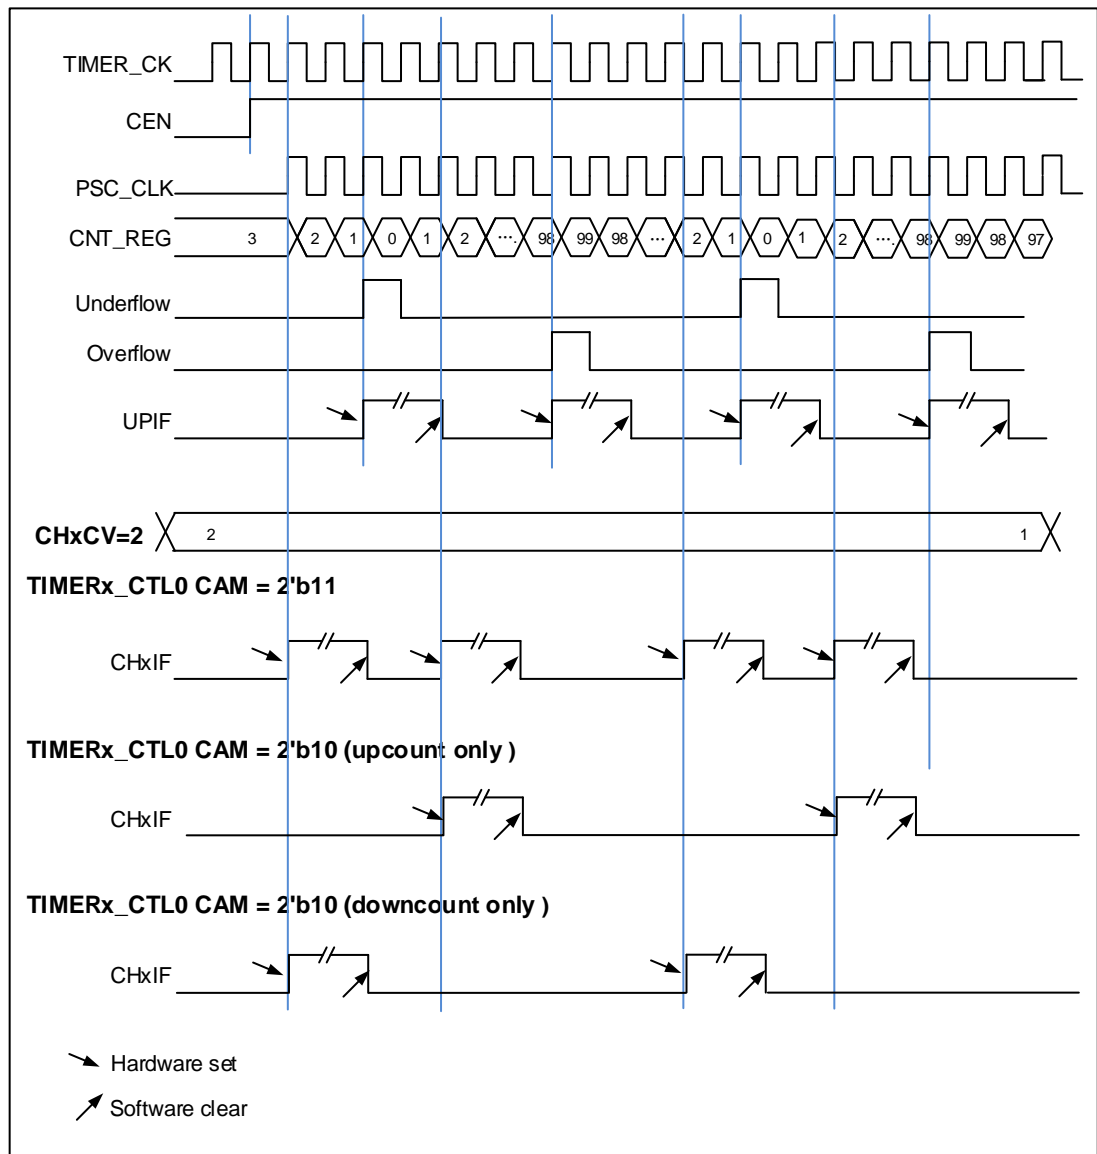 TIMER_CK
CEN
PSC_CLK
CNT_REG 3 2 1 0 1 2 .... 98 99 98 ... 2 1 0 1 2 .... 98 99 98 97
Underflow
Overflow
UPIF
CHxCV=2 2 1
TIMERx_CTL0 CAM = 2'b11
CHxIF
TIMERx_CTL0 CAM = 2'b10 (upcount only )
CHxIF
TIMERx_CTL0 CAM = 2'b10 (downcount only )
CHxIF
Hardware set
Software clear